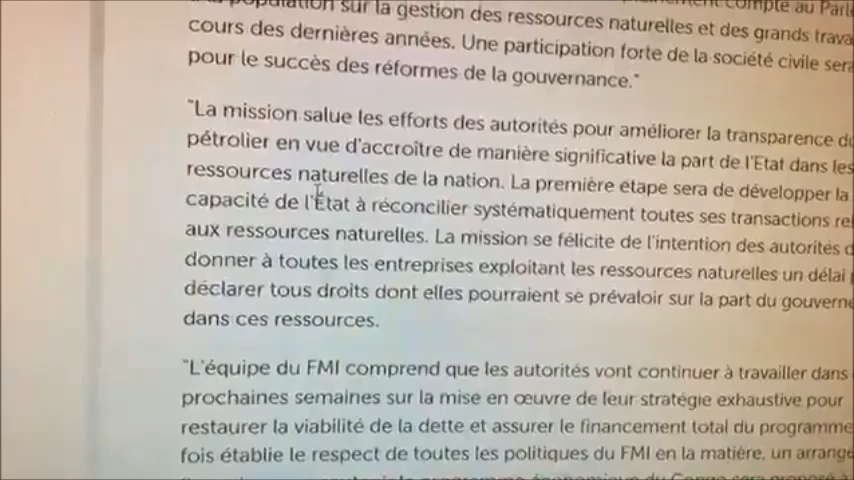 population sur la gestion des ressources naturelles et des grands
cours des dernières années. Une participation forte de la société civile
pour le succès des réformes de la gouvernance."
"La mission salue les efforts des autorités pour améliorer la transparence
pétrolier en vue d'accroître de manière significative la part de l'Etat dans les
ressources naturelles de la nation. La première étape sera de développer la
capacité de l'État à réconcilier systématiquement toutes ses transactions
aux ressources naturelles. La mission se félicite de l'intention des autorités
donner à toutes les entreprises exploitant les ressources naturelles un délai
déclarer tous droits dont elles pourraient se prévaloir sur la part du
dans ces ressources.
"L'équipe du FMI comprend que les autorités vont continuer à travailler dans
prochaines semaines sur la mise en œuvre de leur stratégie exhaustive pour
restaurer la viabilité de la dette et assurer le financement total du programme
fois établie le respect de toutes les politiques du FMI en la matière, un